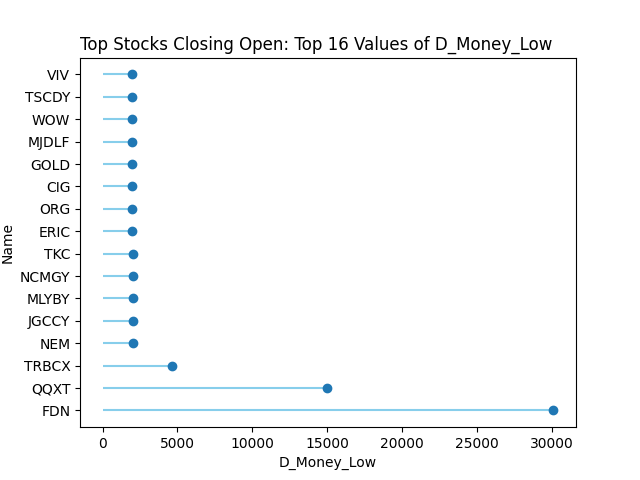 Top Stocks Closing Open: Top 16 Values of D_Money_Low
VIV
TSCDY
WOW
MJDLF
GOLD
CIG
ORG
ERIC
TKC
NCMGY
MLYBY
JGCCY
NEM
TRBCX
QQXT
FDN
Name
0 5000 10000 15000 20000 25000 30000
D_Money_Low